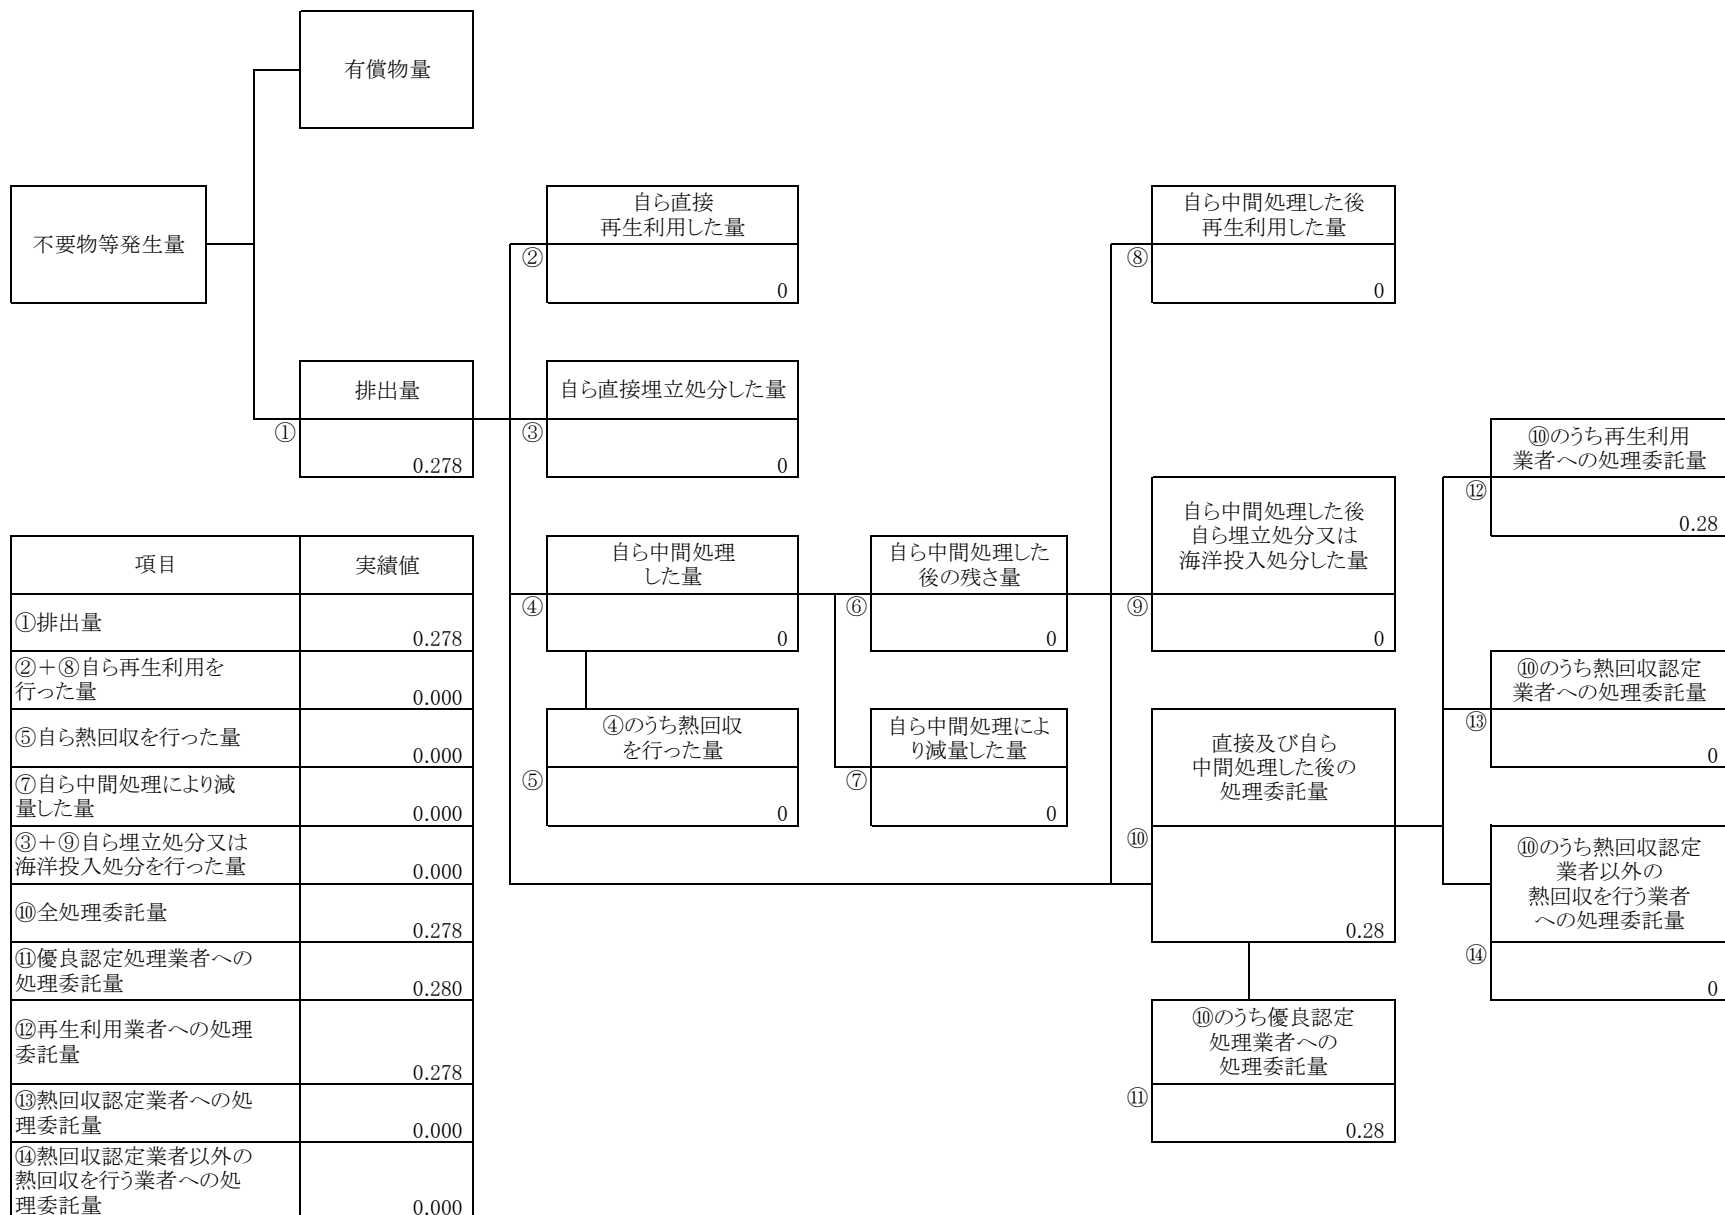 有償物量
不要物等発生量
自ら直接
再生利用した量
②
0
自ら中間処理した後
再生利用した量
⑧
0
排出量
①
0.278
自ら直接埋立処分した量
③
0
⑩のうち再生利用
業者への処理委託量
⑫
0.28
自ら中間処理
した量
④
0
自ら中間処理した
後の残さ量
⑥
0
自ら中間処理した後
自ら埋立処分又は
海洋投入処分した量
⑨
0
⑩のうち熱回収認定
業者への処理委託量
⑬
0
④のうち熱回収
を行った量
⑤
0
自ら中間処理によ
り減量した量
⑦
0
直接及び自ら
中間処理した後の
処理委託量
⑩
0.28
⑩のうち熱回収認定
業者以外の
熱回収を行う業者
への処理委託量
⑭
0
⑩のうち優良認定
処理業者への
処理委託量
⑪
0.28
項目 実績値
①排出量
0.278
②+⑧自ら再生利用を
行った量
0.000
⑤自ら熱回収を行った量
0.000
⑦自ら中間処理により減
量した量
0.000
③+⑨自ら埋立処分又は
海洋投入処分を行った量
0.000
⑩全処理委託量
0.278
⑪優良認定処理業者への
処理委託量
0.280
⑫再生利用業者への処理
委託量
0.278
⑬熱回収認定業者への処
理委託量
0.000
⑭熱回収認定業者以外の
熱回収を行う業者への処
理委託量
0.000